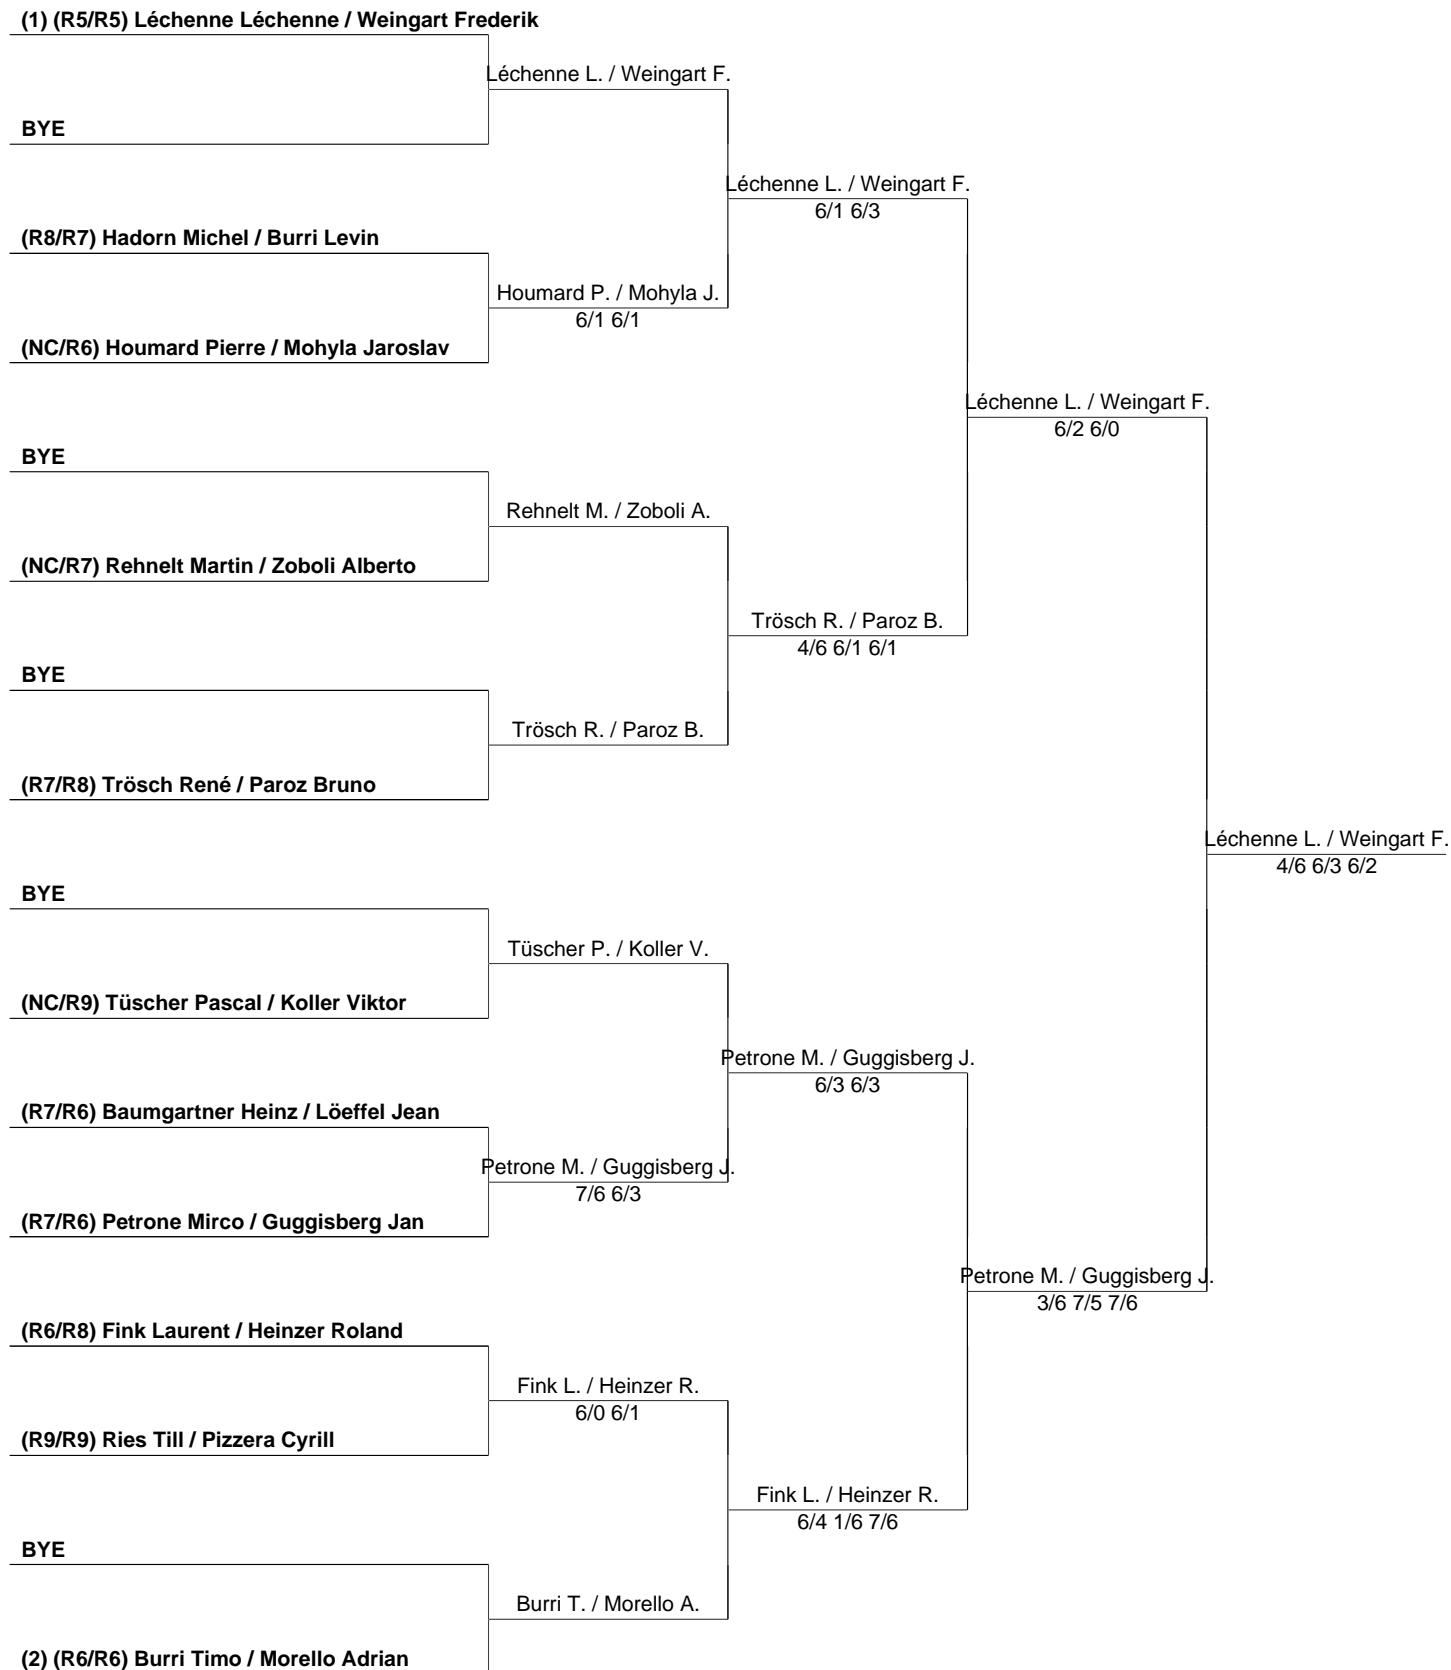 (1) (R5/R5) Léchenne Léchenne / Weingart Frederik
Léchenne L. / Weingart F.
BYE
Léchenne L. / Weingart F.
6/1 6/3
(R8/R7) Hadorn Michel / Burri Levin
Houmard P. / Mohyla J.
6/1 6/1
(NC/R6) Houmard Pierre / Mohyla Jaroslav
Léchenne L. / Weingart F.
6/2 6/0
BYE
Rehnelt M. / Zoboli A.
(NC/R7) Rehnelt Martin / Zoboli Alberto
Trösch R. / Paroz B.
4/6 6/1 6/1
BYE
Trösch R. / Paroz B.
(R7/R8) Trösch René / Paroz Bruno
Léchenne L. / Weingart F.
4/6 6/3 6/2
BYE
Tüscher P. / Koller V.
(NC/R9) Tüscher Pascal / Koller Viktor
Petrone M. / Guggisberg J.
6/3 6/3
(R7/R6) Baumgartner Heinz / Löeffel Jean
Petrone M. / Guggisberg J.
7/6 6/3
(R7/R6) Petrone Mirco / Guggisberg Jan
Petrone M. / Guggisberg J.
3/6 7/5 7/6
(R6/R8) Fink Laurent / Heinzer Roland
Fink L. / Heinzer R.
6/0 6/1
(R9/R9) Ries Till / Pizzera Cyrill
Fink L. / Heinzer R.
6/4 1/6 7/6
BYE
Burri T. / Morello A.
(2) (R6/R6) Burri Timo / Morello Adrian